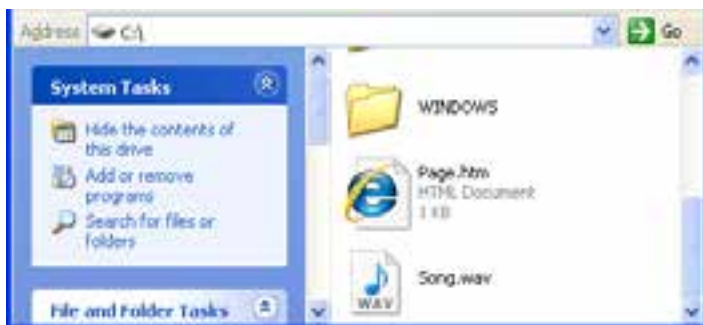 Address C:\ Go
System Tasks
Hide the contents of
this drive
Add or remove
programs
Search for files or
folders
File and Folder Tasks
WINDOWS
Page.htm
HTML Document
1 KB
Song.wav
WAV